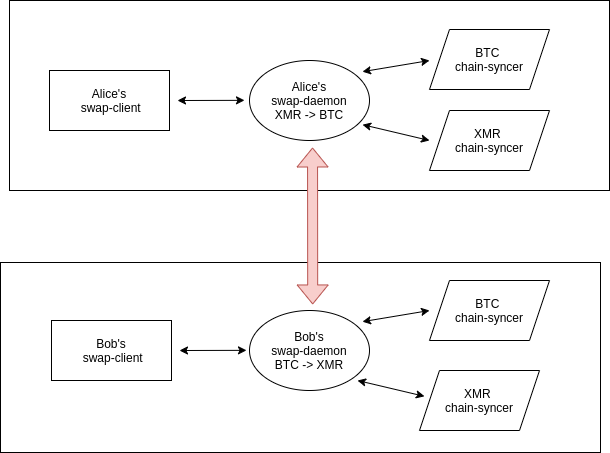 Alice's
swap-client
Alice's
swap-daemon
XMR -> BTC
BTC
chain-syncer
XMR
chain-syncer
Bob's
swap-client
Bob's
swap-daemon
BTC -> XMR
BTC
chain-syncer
XMR
chain-syncer